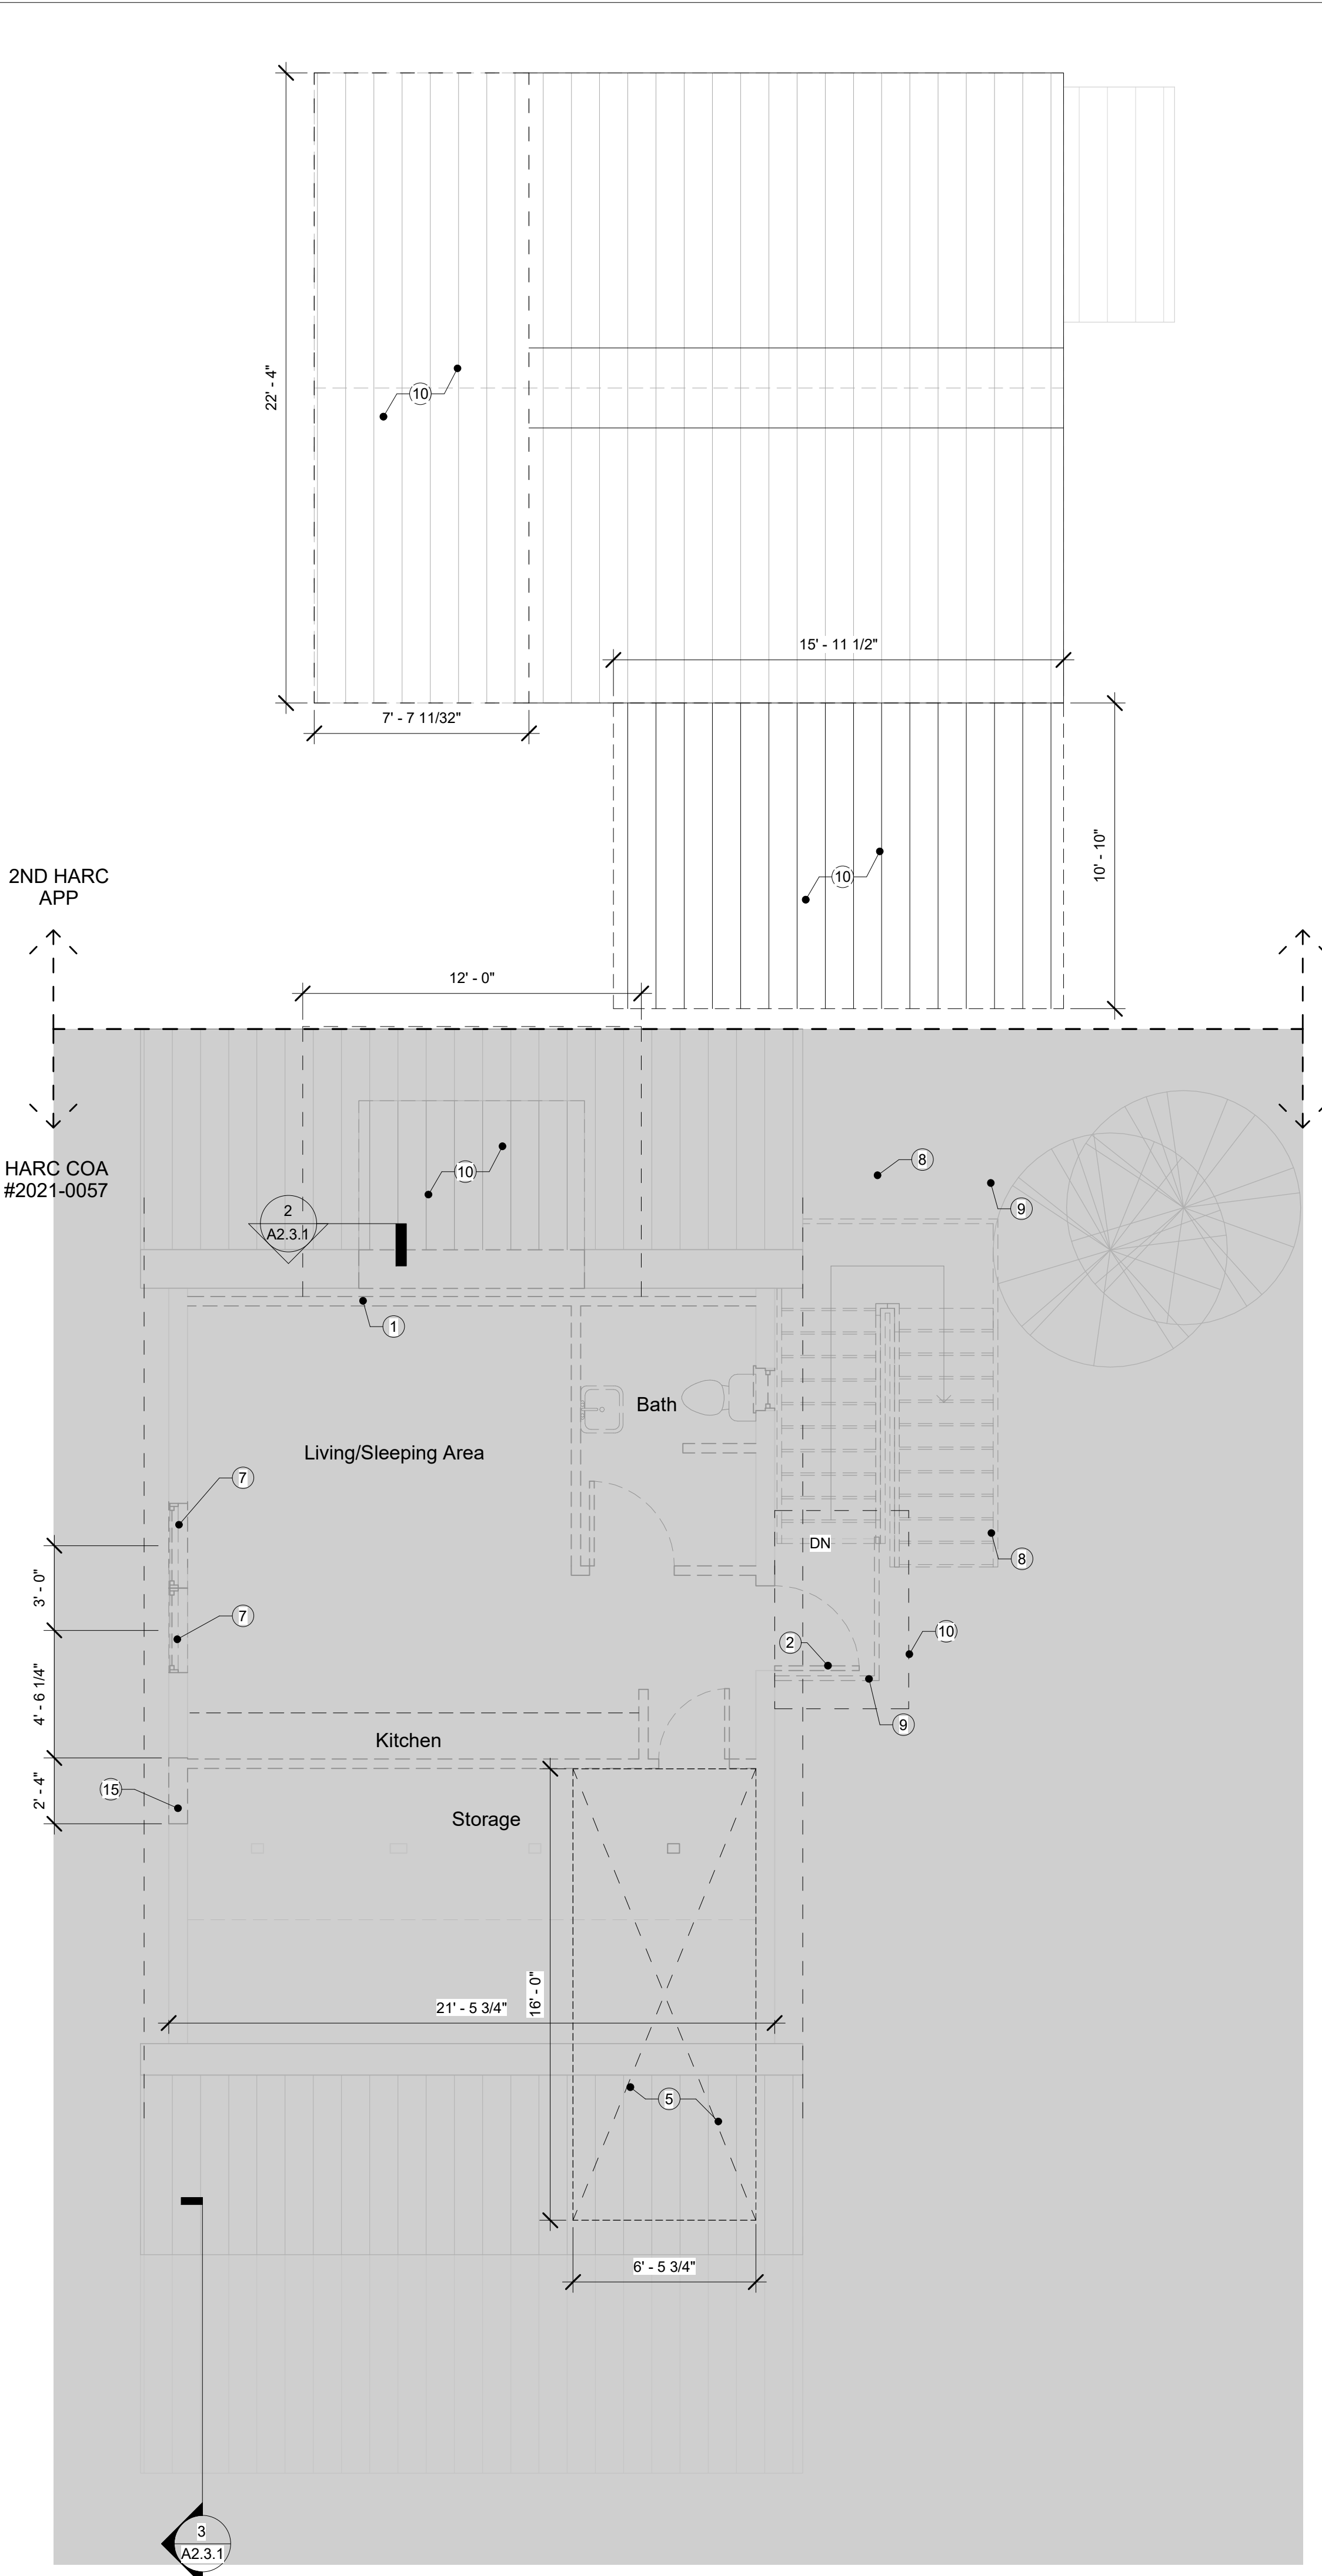 22' - 4"
10
15' - 11 1/2"
7' - 7 11/32"
10' - 10"
10
2ND HARC
APP
12' - 0"
HARC COA
#2021-0057
10
8
9
2
A2.3.1
1
Bath
Living/Sleeping Area
7
DN
8
3' - 0"
7
2
10
4' - 6 1/4"
9
Kitchen
15
2' - 4"
Storage
16' - 0"
21' - 5 3/4"
5
6' - 5 3/4"
3
A2.3.1